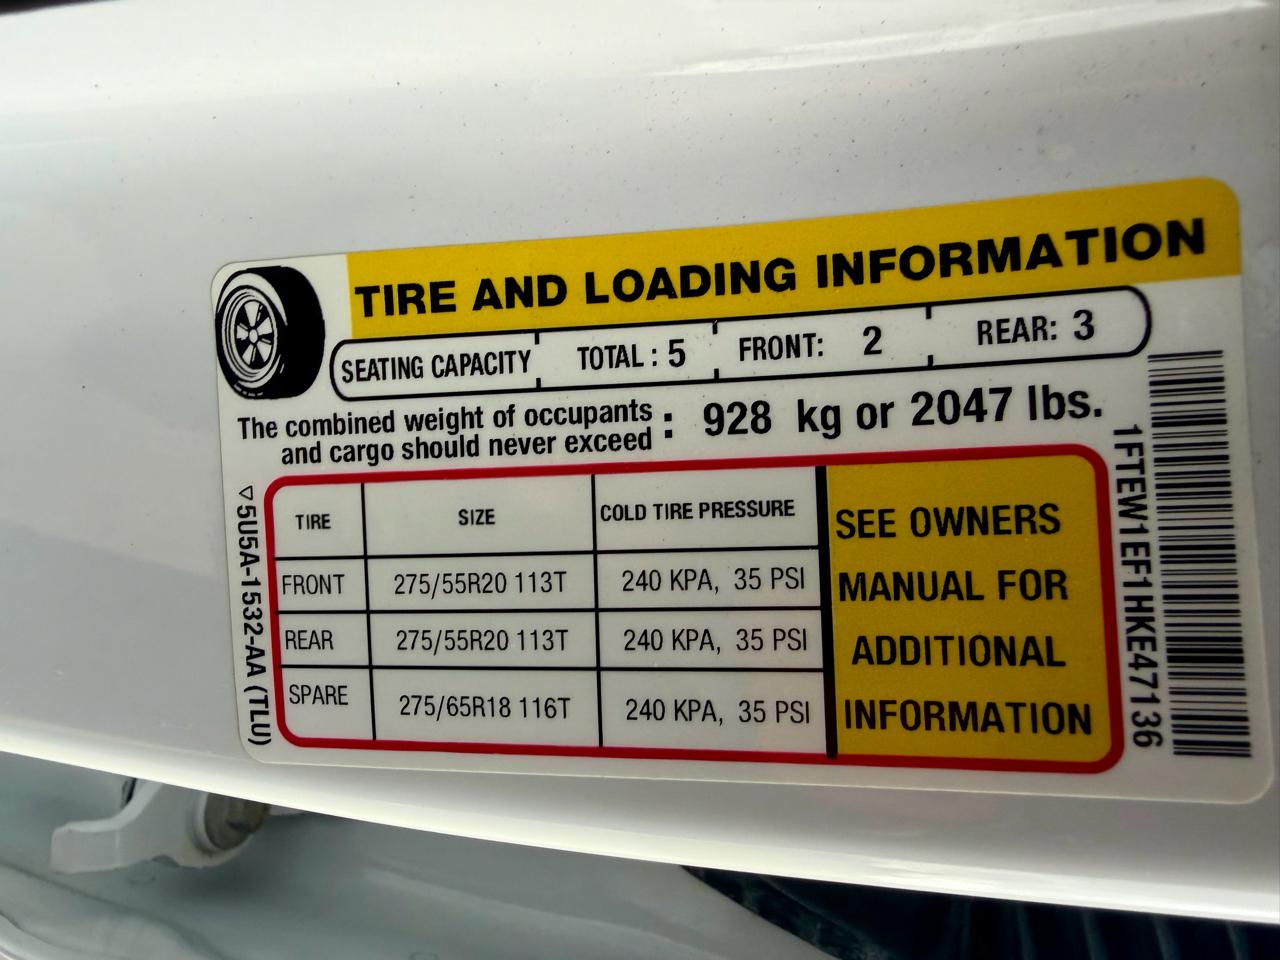 TIRE AND LOADING INFORMATION
SEATING CAPACITY TOTAL : 5 FRONT: 2 REAR: 3
The combined weight of occupants
and cargo should never exceed : 928 kg or 2047 lbs.
TIRE SIZE COLD TIRE PRESSURE
FRONT 275/55R20 113T 240 KPA, 35 PSI
REAR 275/55R20 113T 240 KPA, 35 PSI
SPARE 275/65R18 116T 240 KPA, 35 PSI
SEE OWNERS
MANUAL FOR
ADDITIONAL
INFORMATION
5U5A-1532-AA (TLU)
1FTEW1EF1HKE47136